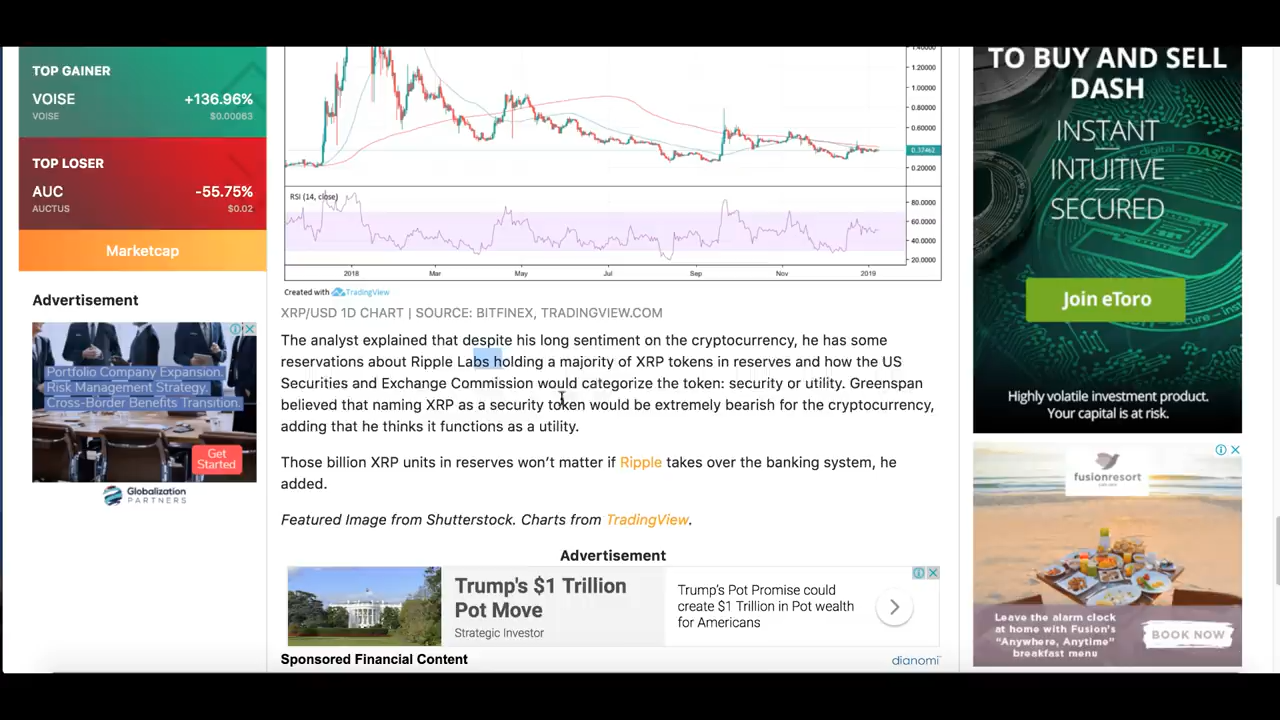 TOP GAINER
VOISE +136.96%
VOISE $0.00063
TOP LOSER
AUC -55.75%
AUCTUS $0.02
Marketcap
Advertisement
Portfolio Company Expansion.
Risk Management Strategy.
Cross-Border Benefits Transition.
Get
Started
Globalization
PARTNERS
1.20000
0.80000
0.60000
0.37462
0.20000
RSI (14, close)
80.0000
60.0000
40.0000
20.0000
2018 Mar May Jul Sep Nov 2019
Created with TradingView
XRP/USD 1D CHART | SOURCE: BITFINEX, TRADINGVIEW.COM
The analyst explained that despite his long sentiment on the cryptocurrency, he has some
reservations about Ripple Labs holding a majority of XRP tokens in reserves and how the US
Securities and Exchange Commission would categorize the token: security or utility. Greenspan
believed that naming XRP as a security token would be extremely bearish for the cryptocurrency,
adding that he thinks it functions as a utility.
Those billion XRP units in reserves won't matter if Ripple takes over the banking system, he
added.
Featured Image from Shutterstock. Charts from TradingView.
Advertisement
Trump's $1 Trillion
Pot Move
Strategic Investor
Trump's Pot Promise could
create $1 Trillion in Pot wealth
for Americans
Sponsored Financial Content
dianomi
TO BUY AND SELL
DASH
INSTANT
INTUITIVE
SECURED
Join eToro
Highly volatile investment product.
Your capital is at risk.
fusionresort
Leave the alarm clock
at home with Fusion's
"Anywhere, Anytime"
breakfast menu
BOOK NOW